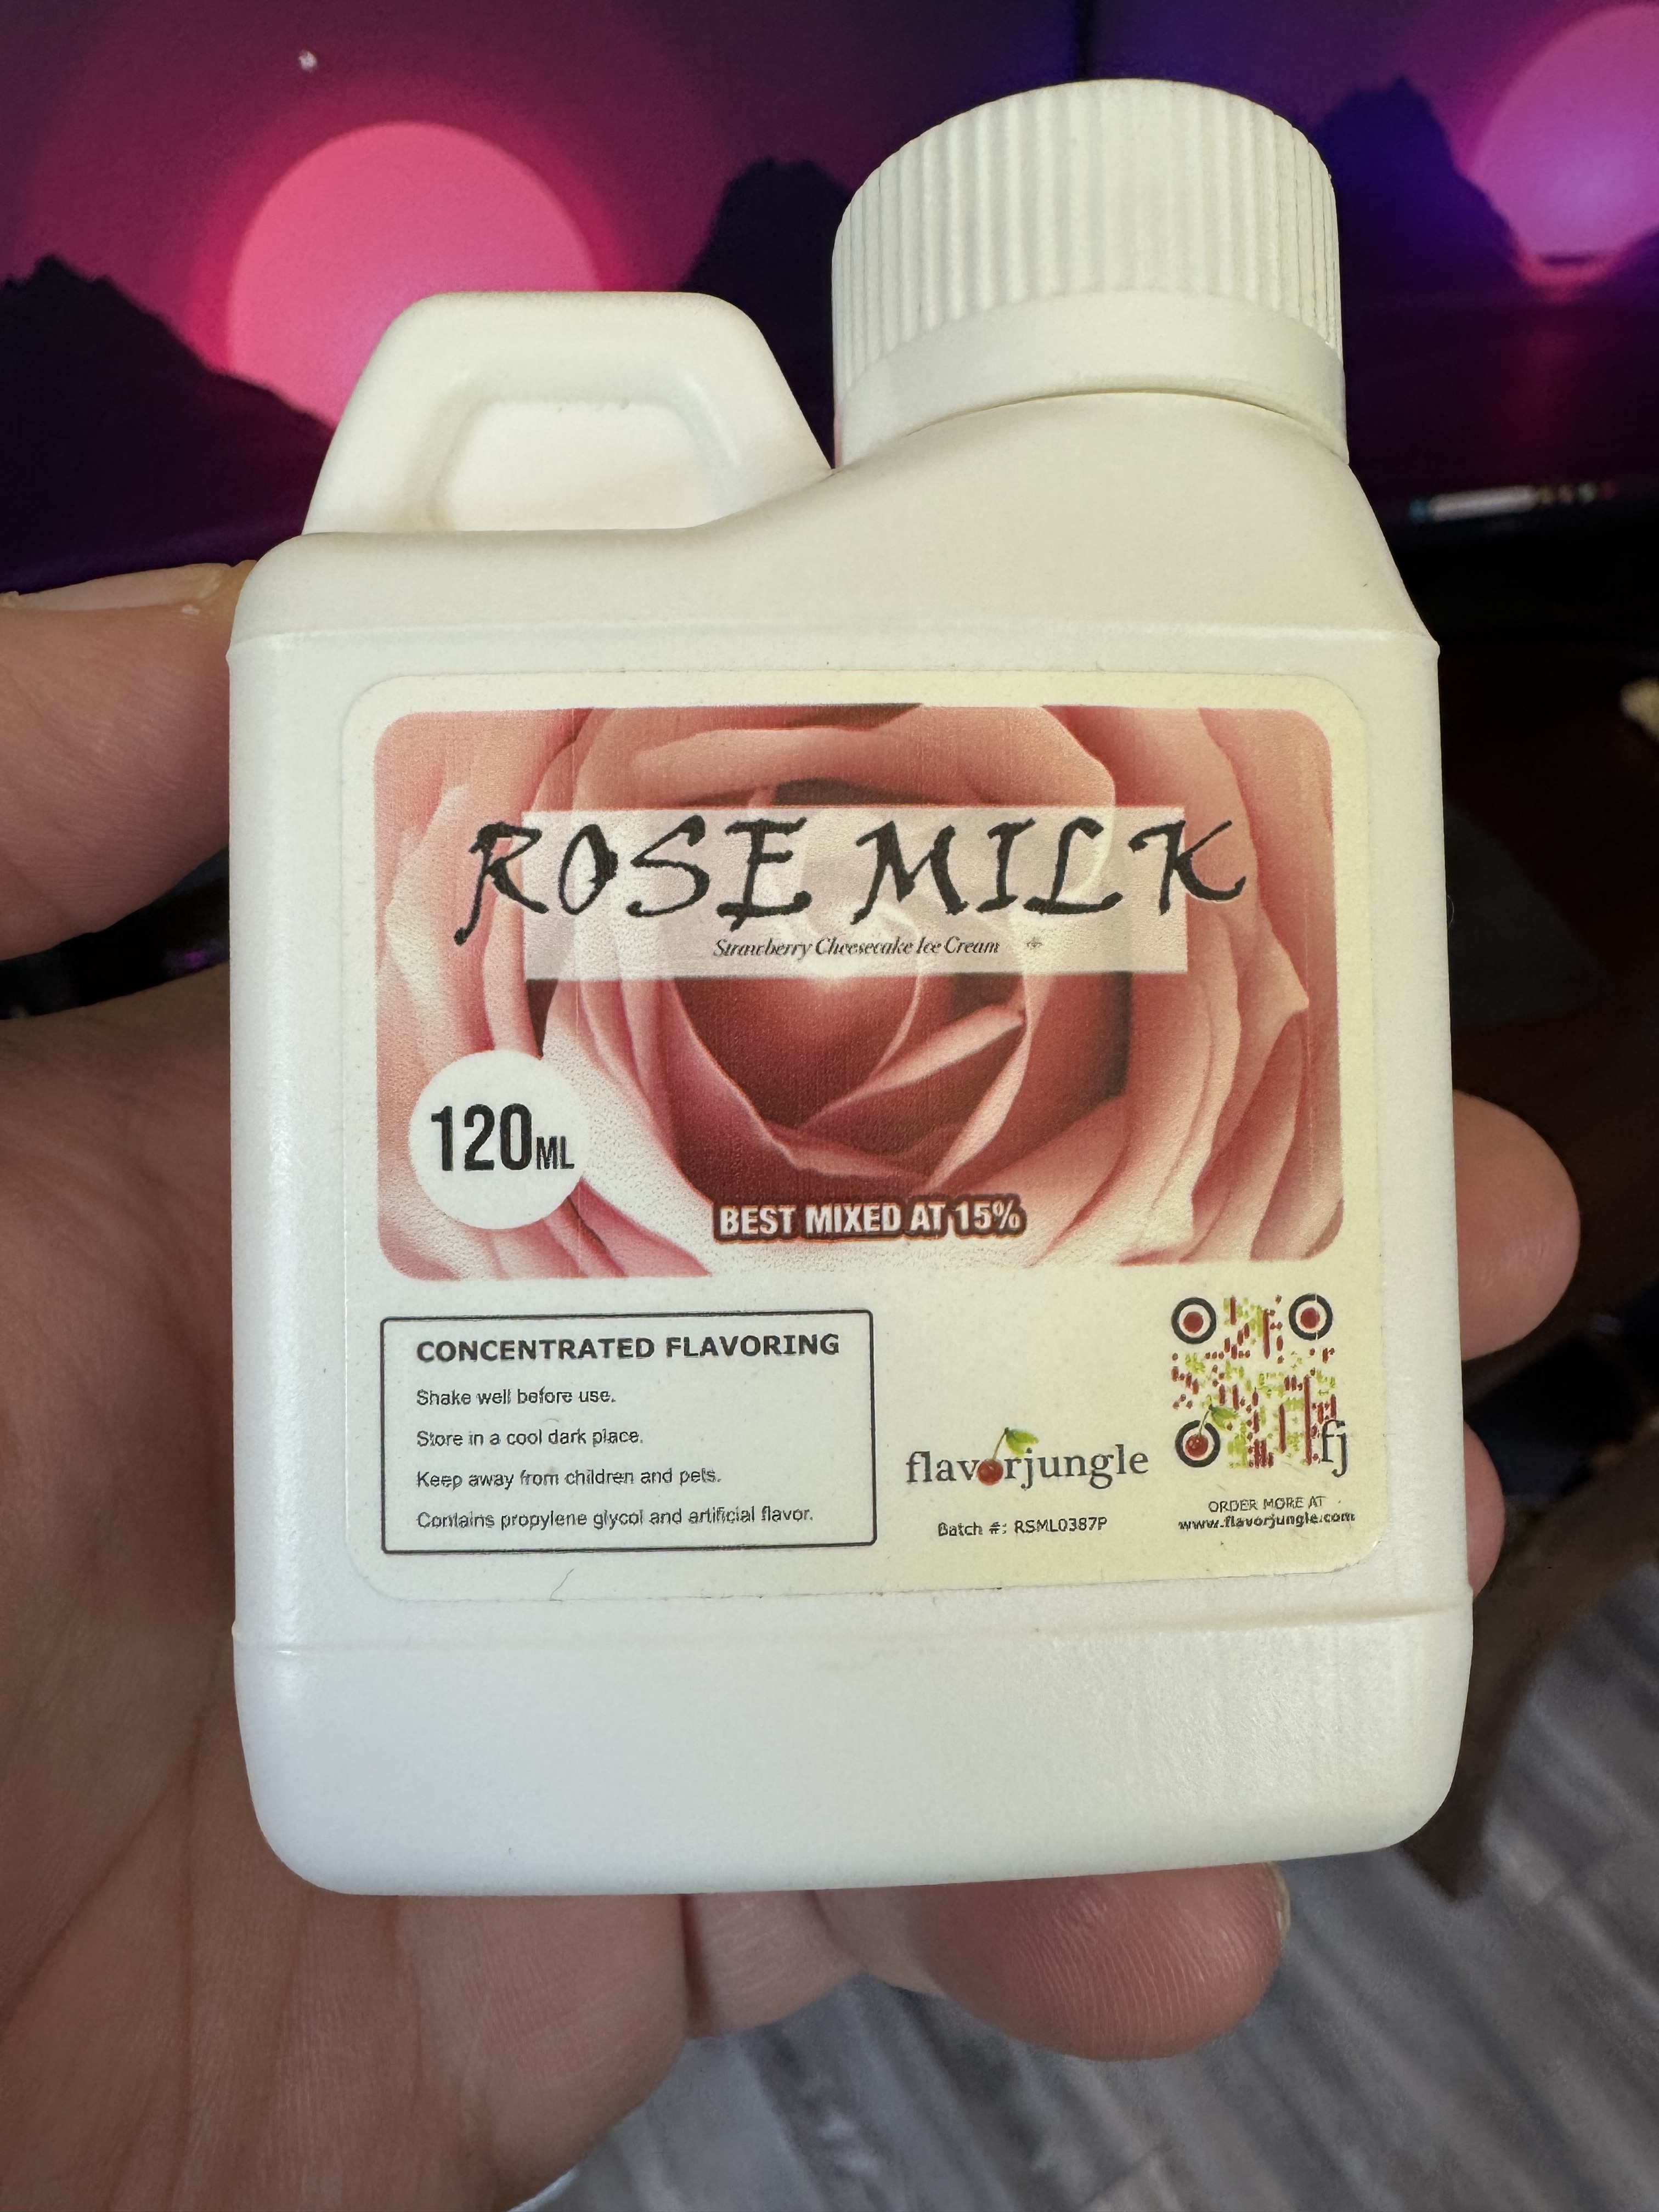 ROSE MILK
Strawberry Cheesecake Ice Cream
120ML
BEST MIXED AT 15%
CONCENTRATED FLAVORING
Shake well before use.
Store in a cool dark place.
Keep away from children and pets.
Contains propylene glycol and artificial flavor.
flavorjungle
Batch #: RSML0387P
fj
ORDER MORE AT
www.flavorjungle.com